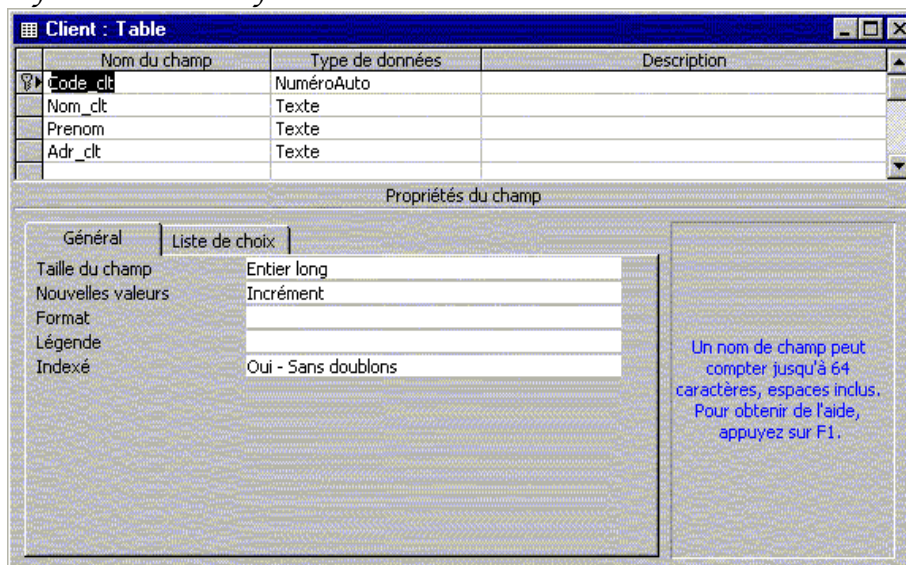 Client : Table
Nom du champ Type de données Description
Code_clt NuméroAuto
Nom_clt Texte
Prenom Texte
Adr_clt Texte
Propriétés du champ
Général Liste de choix
Taille du champ Entier long
Nouvelles valeurs Incrément
Format
Légende
Indexé Oui - Sans doublons
Un nom de champ peut
compter jusqu'à 64
caractères, espaces inclus.
Pour obtenir de l'aide,
appuyez sur F1.